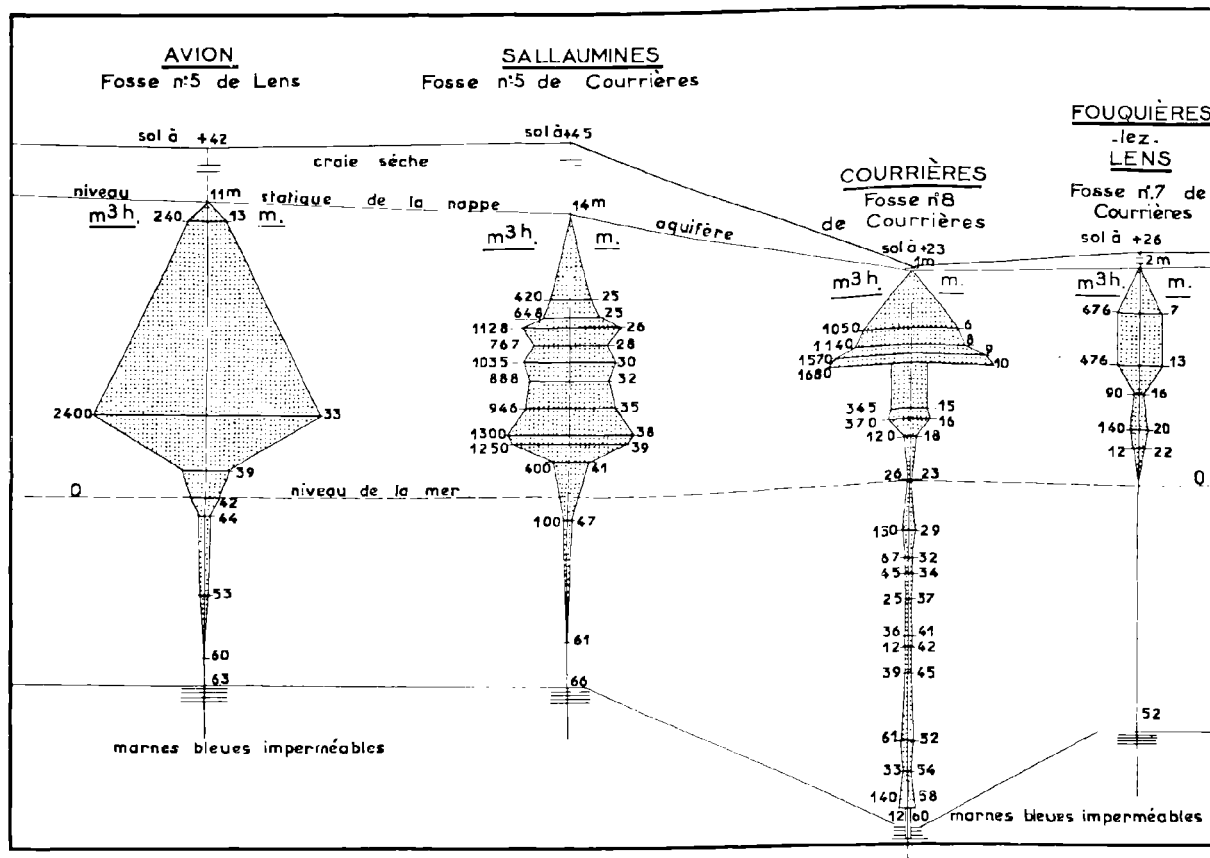 AVION
Fosse n:5 de Lens
SALLAUMINES
Fosse n:5 de Courrières
FOUQUIÈRES
-lez-
LENS
Fosse n:7 de
Courrières
COURRIÈRES
Fosse n:8
de Courrières
sol à +42
sol à +45
sol à +23
sol à +26
craie séche
niveau statique de la nappe aquifère
11m
m3h. m.
240 13
2400 33
39
42
44
53
60
63
14m
m3h. m.
420 25
648 25
1128 26
767 28
1035 30
888 32
946 35
1300 38
1250 39
400 41
100 47
61
66
1m
m3h. m.
1050 6
1140 8
1570 9
1680 10
345 15
370 16
120 18
26 23
130 29
67 32
45 34
25 37
36 41
12 42
39 45
61 52
33 54
140 58
12 60
2m
m3h. m.
676 7
476 13
90 16
140 20
12 22
52
0 niveau de la mer 0
marnes bleues imperméables
marnes bleues imperméables